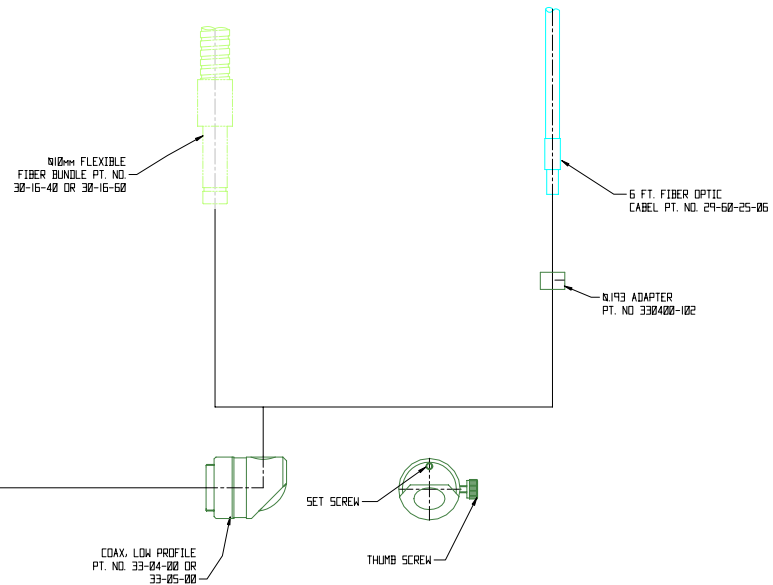 Ø10MM FLEXIBLE
FIBER BUNDLE PT. NO.
30-16-40 OR 30-16-60
6 FT. FIBER OPTIC
CABEL PT. NO. 29-60-25-06
Ø.193 ADAPTER
PT. NO 330400-102
SET SCREW
THUMB SCREW
COAX, LOW PROFILE
PT. NO. 33-04-00 OR
33-05-00